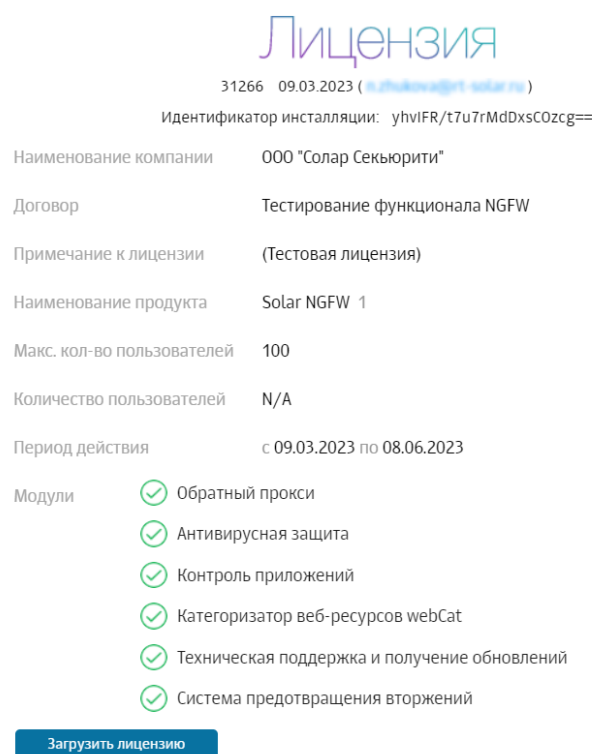 Лицензия
31266 09.03.2023 ( )
Идентификатор инсталляции: yhvIFR/t7u7rMdDxsCOzcg==
Наименование компании ООО "Солар Секьюрити"
Договор Тестирование функционала NGFW
Примечание к лицензии (Тестовая лицензия)
Наименование продукта Solar NGFW 1
Макс. кол-во пользователей 100
Количество пользователей N/A
Период действия с 09.03.2023 по 08.06.2023
Модули Обратный прокси
Антивирусная защита
Контроль приложений
Категоризатор веб-ресурсов webCat
Техническая поддержка и получение обновлений
Система предотвращения вторжений
Загрузить лицензию